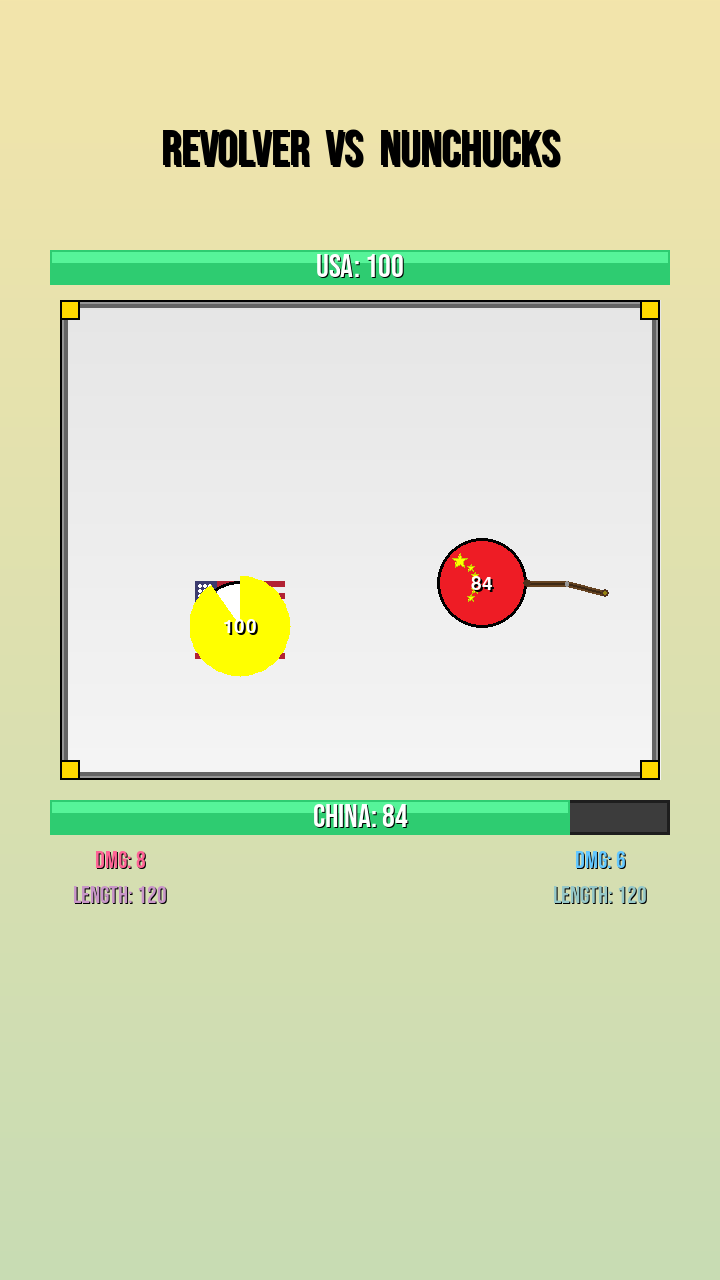 REVOLVER VS NUNCHUCKS
USA: 100
84
100
CHINA: 84
DMG: 8 DMG: 6
LENGTH: 120 LENGTH: 120